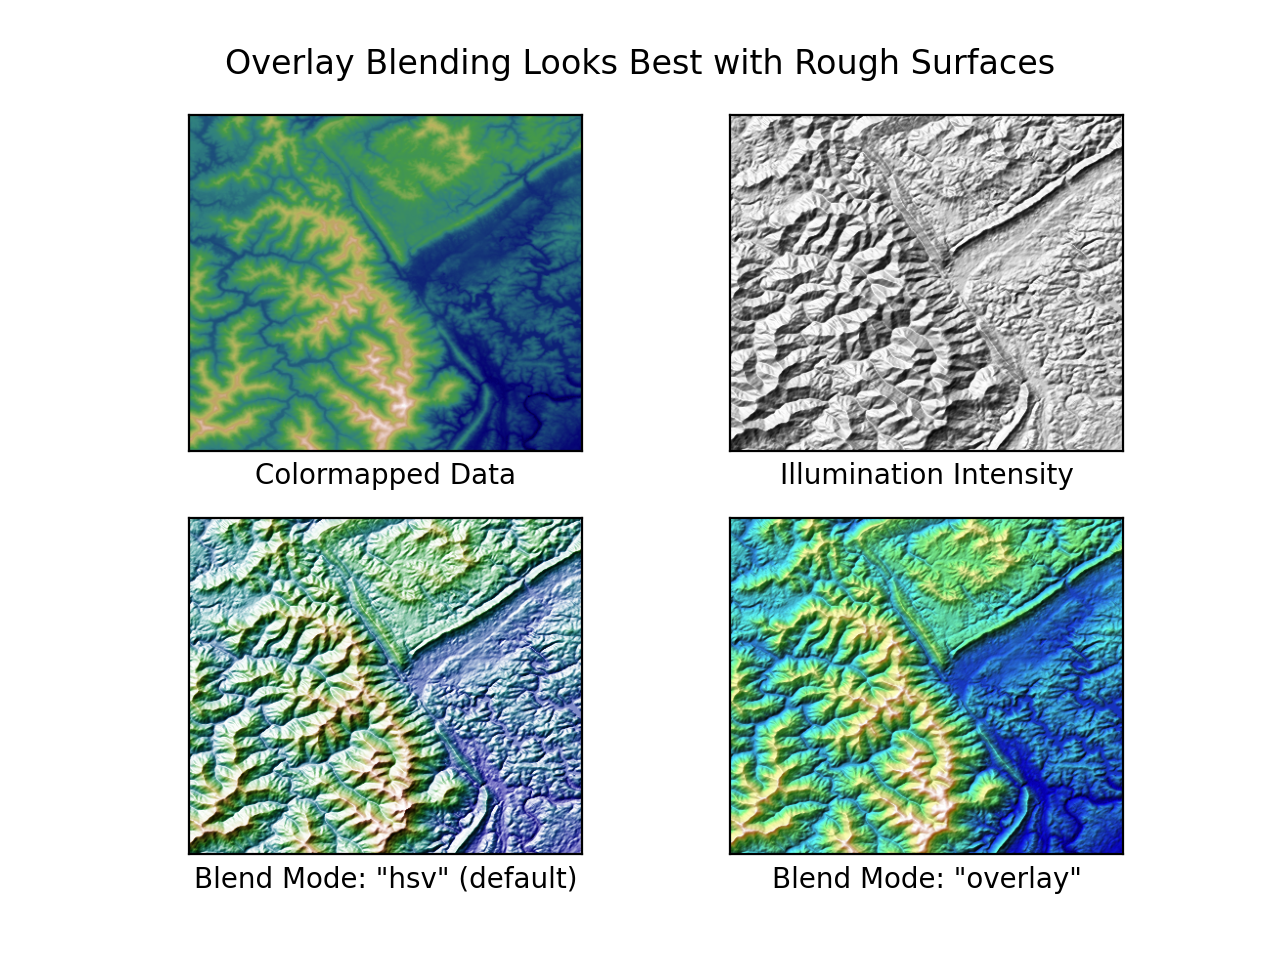 Overlay Blending Looks Best with Rough Surfaces
Colormapped Data
Illumination Intensity
Blend Mode: "hsv" (default)
Blend Mode: "overlay"